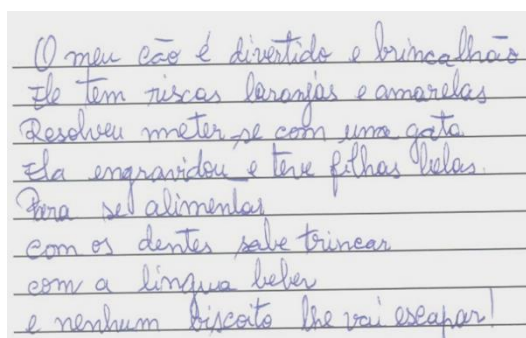 O meu cão é divertido e brincalhão
Ele tem riscas laranjas e amarelas
Resolveu meter-se com uma gata
Ela engravidou e teve filhas belas.
Para se alimentar
com os dentes sabe trincar
com a língua beber
e nenhum biscoito lhe vai escapar!